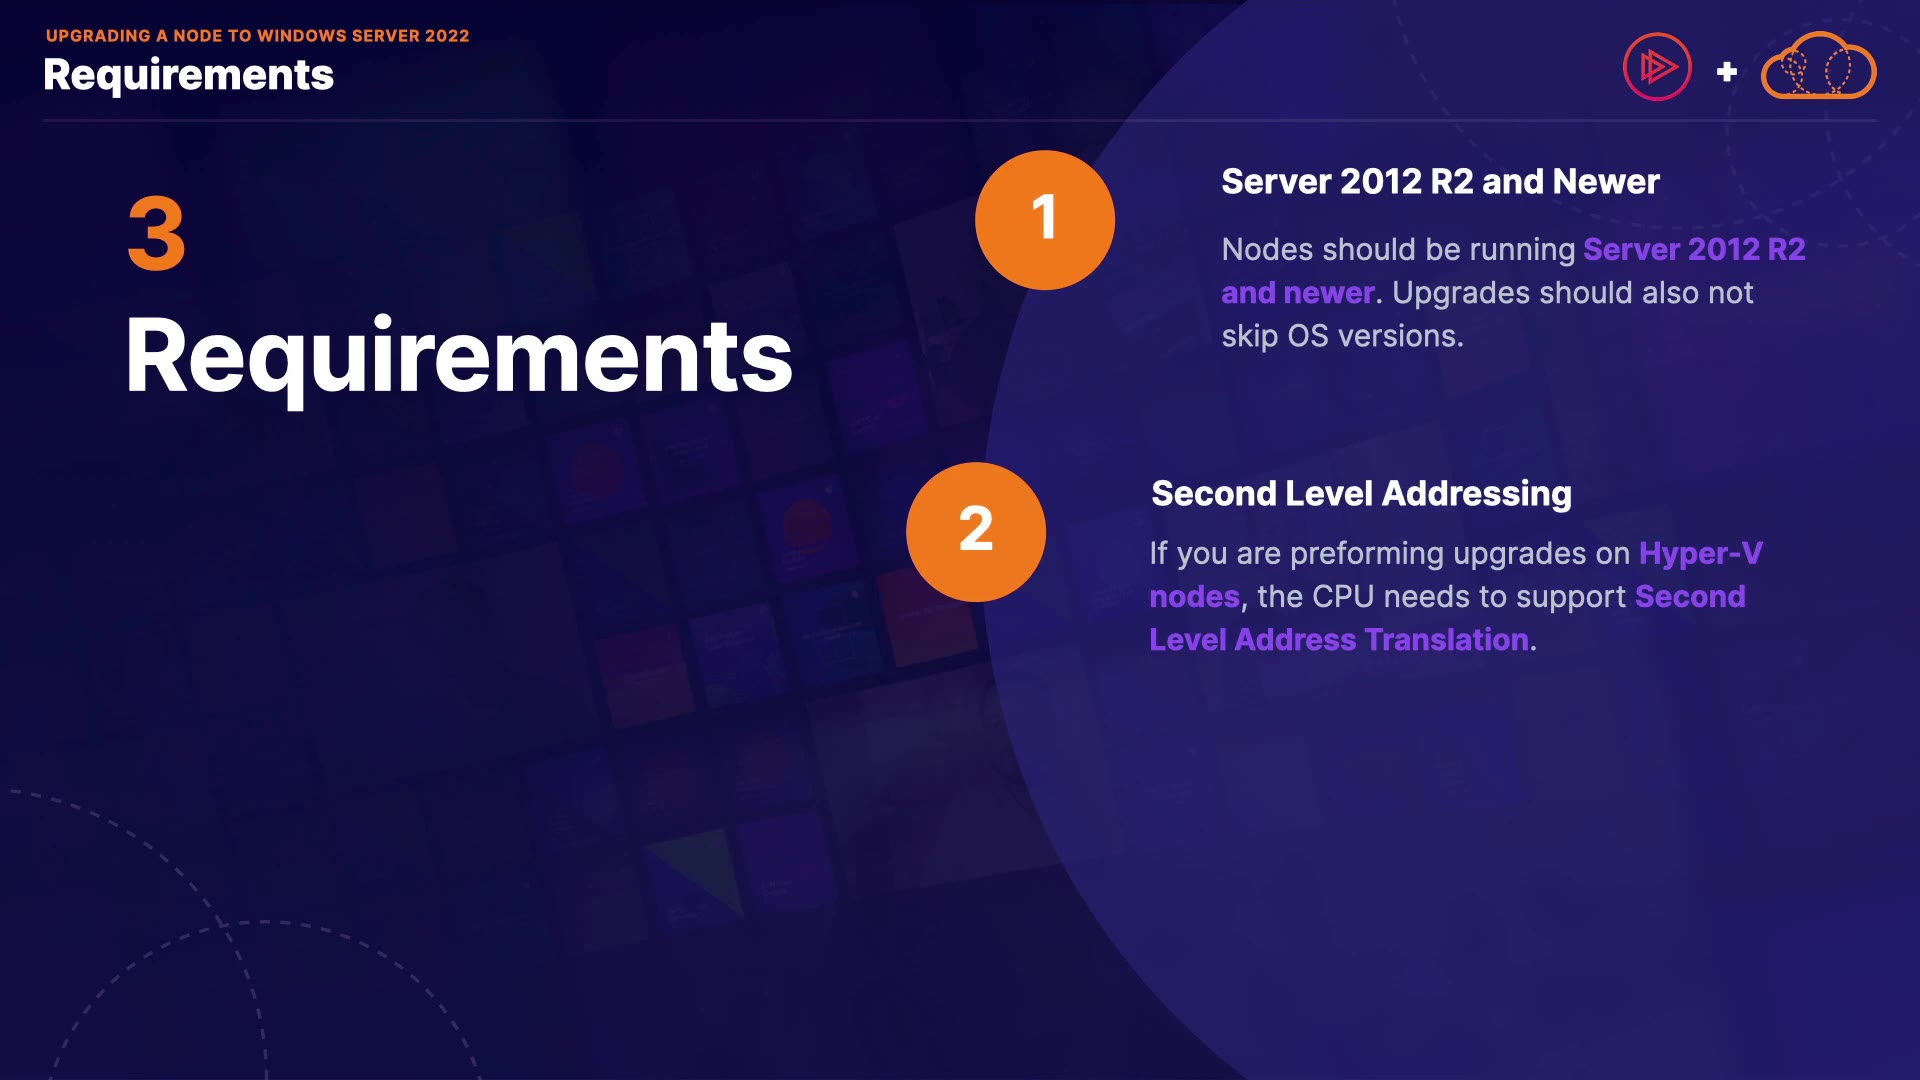 UPGRADING A NODE TO WINDOWS SERVER 2022
Requirements
3
Requirements
1
Server 2012 R2 and Newer
Nodes should be running Server 2012 R2
and newer. Upgrades should also not
skip OS versions.
2
Second Level Addressing
If you are preforming upgrades on Hyper-V
nodes, the CPU needs to support Second
Level Address Translation.